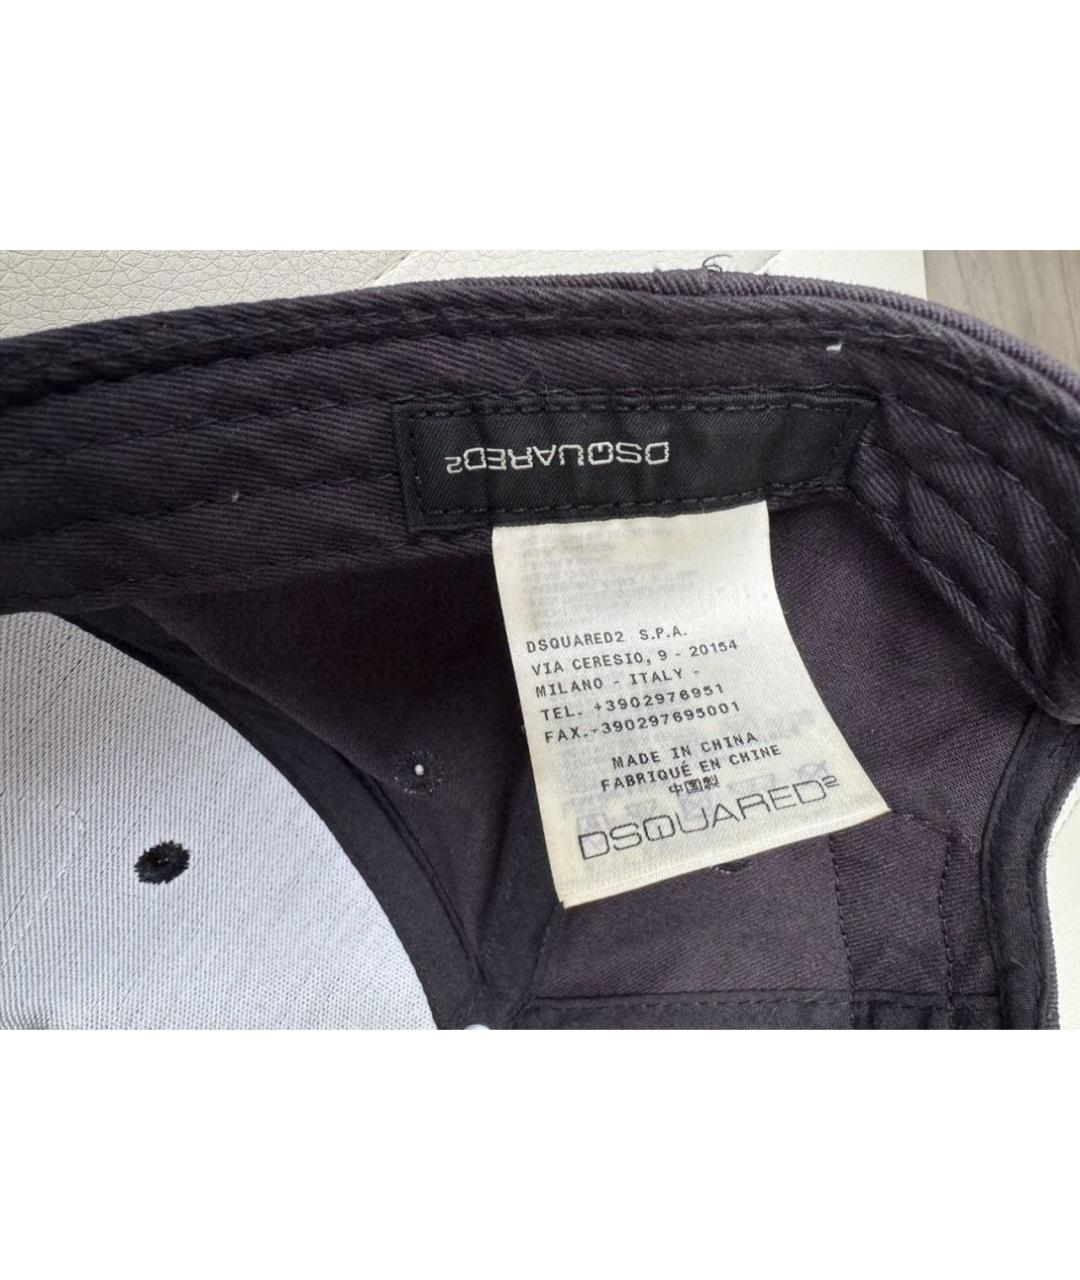 DSQUARED2
DSQUARED2 S.P.A.
VIA CERESIO, 9 - 20154
MILANO - ITALY -
TEL. +3902976951
FAX.+390297695001
MADE IN CHINA
FABRIQUÉ EN CHINE
中国製
DSQUARED2